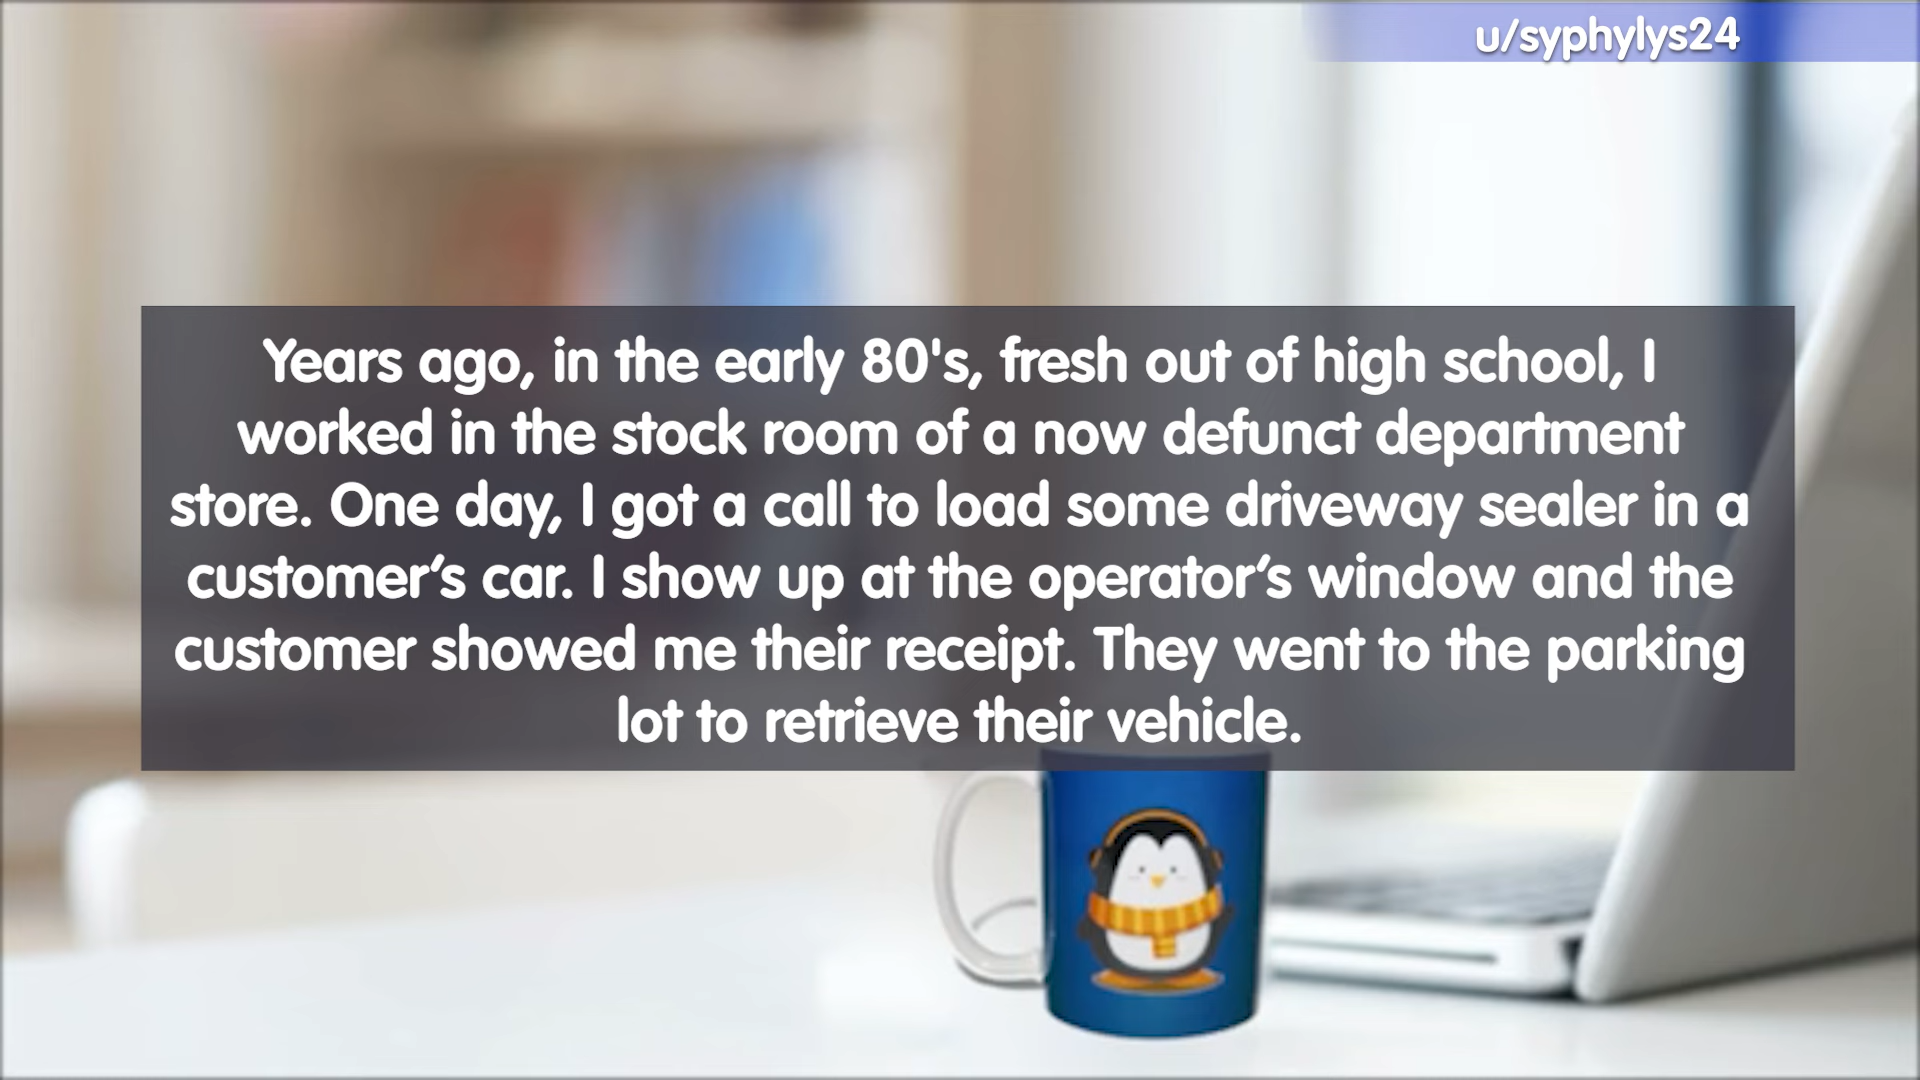 u/syphylys24
Years ago, in the early 80's, fresh out of high school, I
worked in the stock room of a now defunct department
store. One day, I got a call to load some driveway sealer in a
customer’s car. I show up at the operator’s window and the
customer showed me their receipt. They went to the parking
lot to retrieve their vehicle.